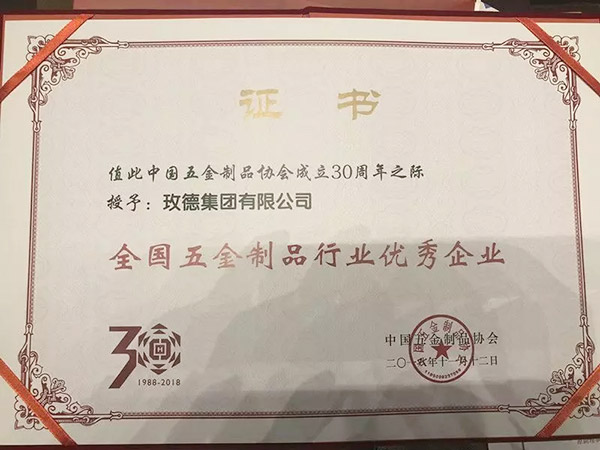 证书
值此中国五金制品协会成立30周年之际
授予：玫德集团有限公司
全国五金制品行业优秀企业
30
1988-2018
中国五金制品协会
二〇一八年十一月十二日